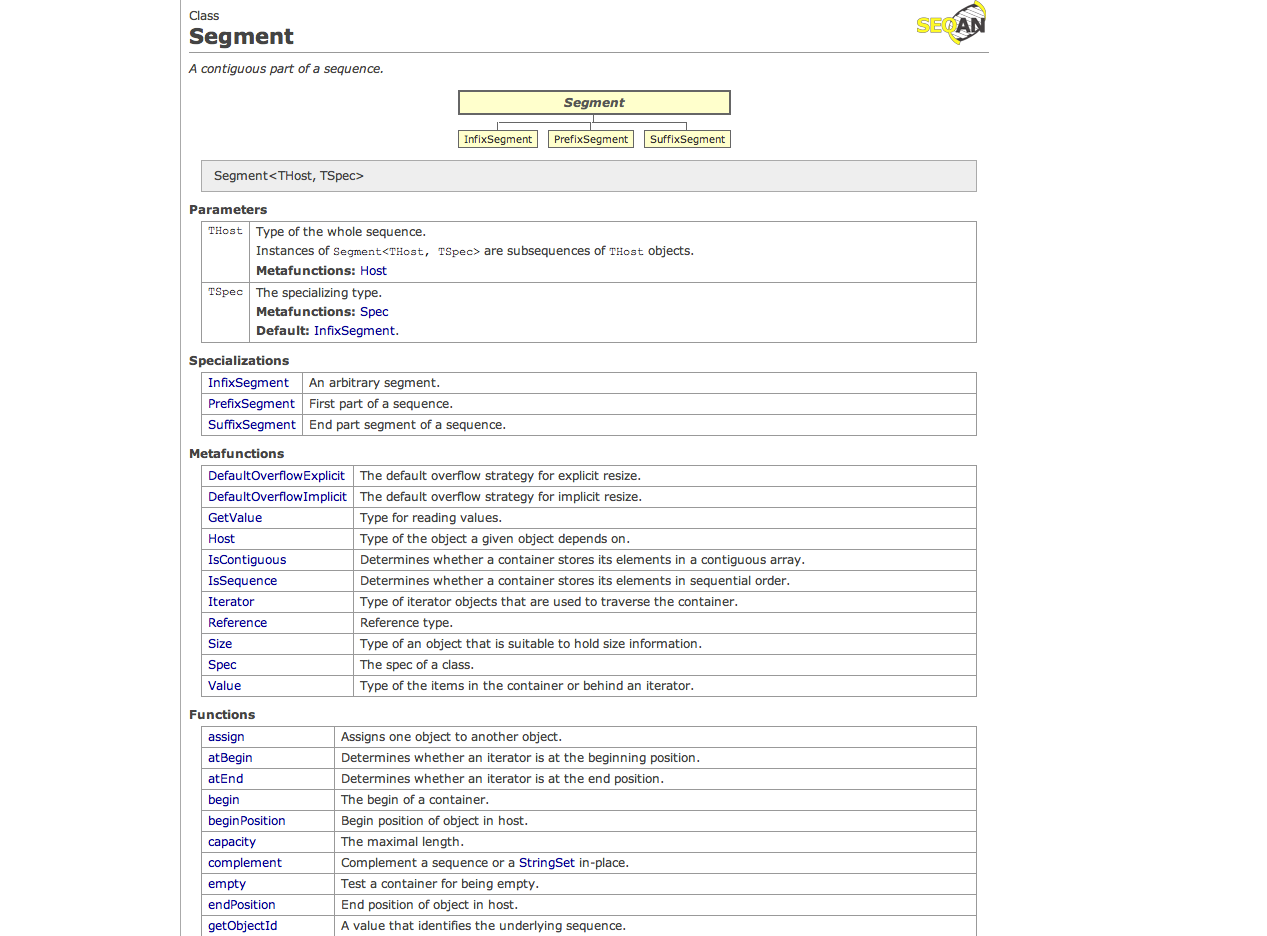 Class
SEQAN
Segment
A contiguous part of a sequence.
Segment
InfixSegment PrefixSegment SuffixSegment
Segment<THost, TSpec>
Parameters
THost Type of the whole sequence.
Instances of Segment<THost, TSpec> are subsequences of THost objects.
Metafunctions: Host
TSpec The specializing type.
Metafunctions: Spec
Default: InfixSegment.
Specializations
InfixSegment An arbitrary segment.
PrefixSegment First part of a sequence.
SuffixSegment End part segment of a sequence.
Metafunctions
DefaultOverflowExplicit The default overflow strategy for explicit resize.
DefaultOverflowImplicit The default overflow strategy for implicit resize.
GetValue Type for reading values.
Host Type of the object a given object depends on.
IsContiguous Determines whether a container stores its elements in a contiguous array.
IsSequence Determines whether a container stores its elements in sequential order.
Iterator Type of iterator objects that are used to traverse the container.
Reference Reference type.
Size Type of an object that is suitable to hold size information.
Spec The spec of a class.
Value Type of the items in the container or behind an iterator.
Functions
assign Assigns one object to another object.
atBegin Determines whether an iterator is at the beginning position.
atEnd Determines whether an iterator is at the end position.
begin The begin of a container.
beginPosition Begin position of object in host.
capacity The maximal length.
complement Complement a sequence or a StringSet in-place.
empty Test a container for being empty.
endPosition End position of object in host.
getObjectId A value that identifies the underlying sequence.